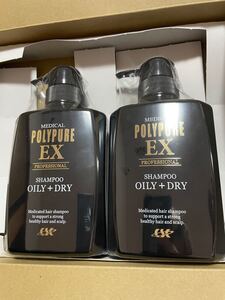 MEDICAL
POLYPURE
EX
PROFESSIONAL
SHAMPOO
OILY+DRY
Medicated hair shampoo
to support a strong
healthy hair and scalp.
CSC
MEDICAL
POLYPURE
EX
PROFESSIONAL
SHAMPOO
OILY+DRY
Medicated hair shampoo
to support a strong
healthy hair and scalp.
CSC